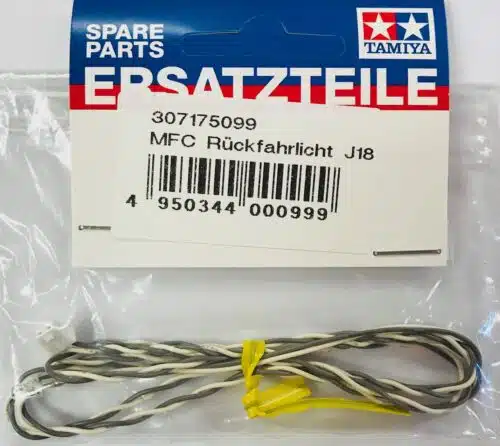 SPARE
PARTS
TAMIYA
ERSATZTEILE
307175099
MFC Rückfahrlicht J18
4 950344 000999